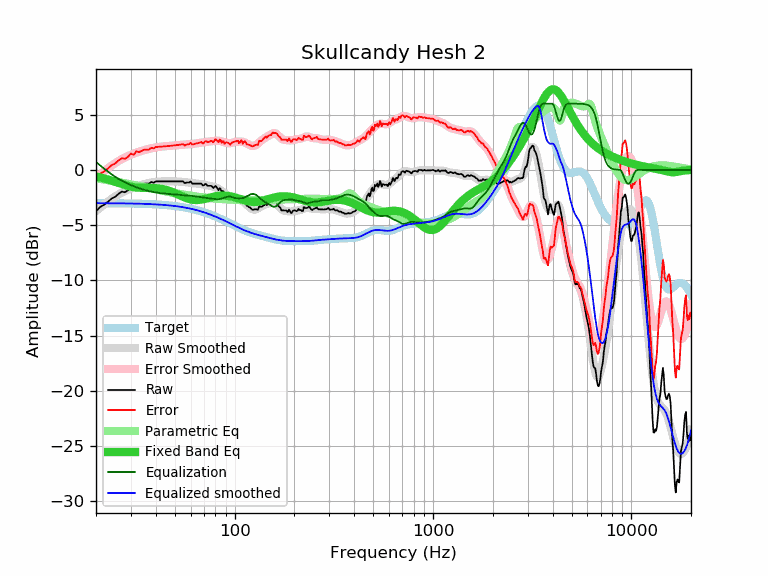 Skullcandy Hesh 2
Amplitude (dBr)
5
0
−5
−10
−15
−20
−25
−30
Target
Raw Smoothed
Error Smoothed
Raw
Error
Parametric Eq
Fixed Band Eq
Equalization
Equalized smoothed
100
1000
10000
Frequency (Hz)